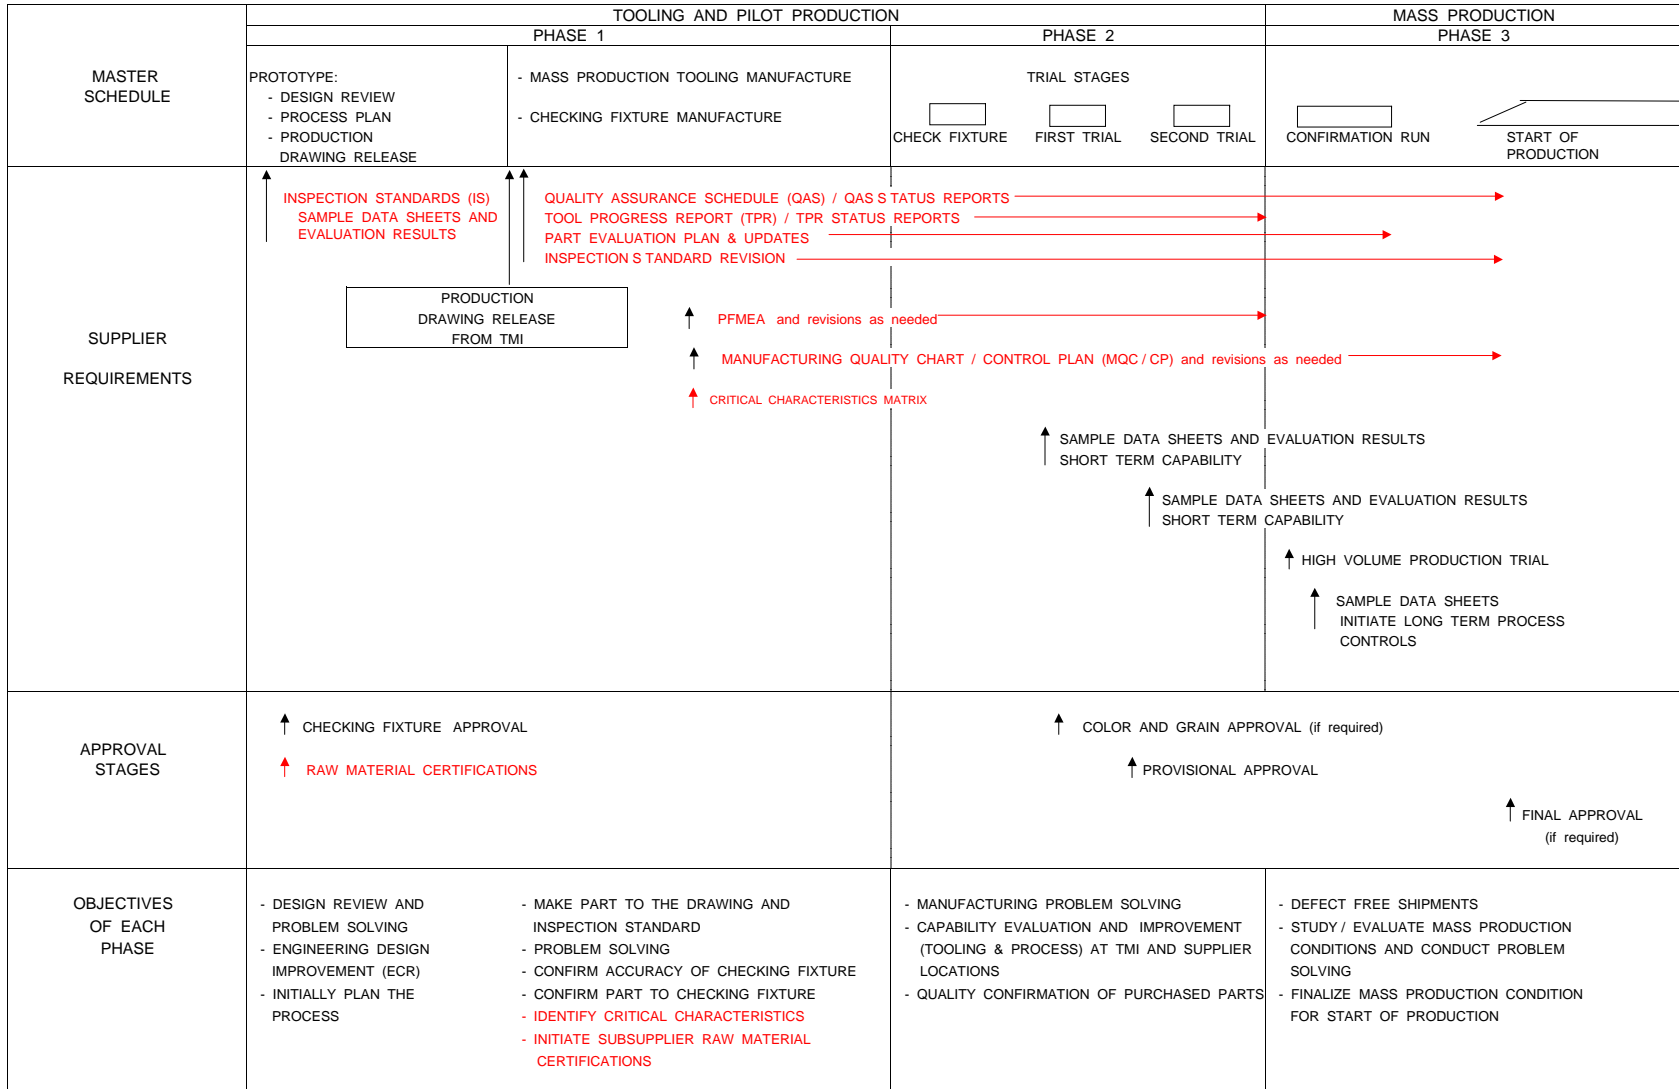 TOOLING AND PILOT PRODUCTION
MASS PRODUCTION
PHASE 1
PHASE 2
PHASE 3
MASTER
SCHEDULE
PROTOTYPE:
- DESIGN REVIEW
- PROCESS PLAN
- PRODUCTION
DRAWING RELEASE
- MASS PRODUCTION TOOLING MANUFACTURE
- CHECKING FIXTURE MANUFACTURE
TRIAL STAGES
CHECK FIXTURE
FIRST TRIAL
SECOND TRIAL
CONFIRMATION RUN
START OF
PRODUCTION
SUPPLIER
REQUIREMENTS
INSPECTION STANDARDS (IS)
SAMPLE DATA SHEETS AND
EVALUATION RESULTS
QUALITY ASSURANCE SCHEDULE (QAS) / QAS S TATUS REPORTS
TOOL PROGRESS REPORT (TPR) / TPR STATUS REPORTS
PART EVALUATION PLAN & UPDATES
INSPECTION S TANDARD REVISION
PRODUCTION
DRAWING RELEASE
FROM TMI
PFMEA and revisions as needed
MANUFACTURING QUALITY CHART / CONTROL PLAN (MQC / CP) and revisions as needed
CRITICAL CHARACTERISTICS MATRIX
SAMPLE DATA SHEETS AND EVALUATION RESULTS
SHORT TERM CAPABILITY
SAMPLE DATA SHEETS AND EVALUATION RESULTS
SHORT TERM CAPABILITY
HIGH VOLUME PRODUCTION TRIAL
SAMPLE DATA SHEETS
INITIATE LONG TERM PROCESS
CONTROLS
APPROVAL
STAGES
CHECKING FIXTURE APPROVAL
RAW MATERIAL CERTIFICATIONS
COLOR AND GRAIN APPROVAL (if required)
PROVISIONAL APPROVAL
FINAL APPROVAL
(if required)
OBJECTIVES
OF EACH
PHASE
- DESIGN REVIEW AND
PROBLEM SOLVING
- ENGINEERING DESIGN
IMPROVEMENT (ECR)
- INITIALLY PLAN THE
PROCESS
- MAKE PART TO THE DRAWING AND
INSPECTION STANDARD
- PROBLEM SOLVING
- CONFIRM ACCURACY OF CHECKING FIXTURE
- CONFIRM PART TO CHECKING FIXTURE
- IDENTIFY CRITICAL CHARACTERISTICS
- INITIATE SUBSUPPLIER RAW MATERIAL
CERTIFICATIONS
- MANUFACTURING PROBLEM SOLVING
- CAPABILITY EVALUATION AND IMPROVEMENT
(TOOLING & PROCESS) AT TMI AND SUPPLIER
LOCATIONS
- QUALITY CONFIRMATION OF PURCHASED PARTS
- DEFECT FREE SHIPMENTS
- STUDY / EVALUATE MASS PRODUCTION
CONDITIONS AND CONDUCT PROBLEM
SOLVING
- FINALIZE MASS PRODUCTION CONDITION
FOR START OF PRODUCTION